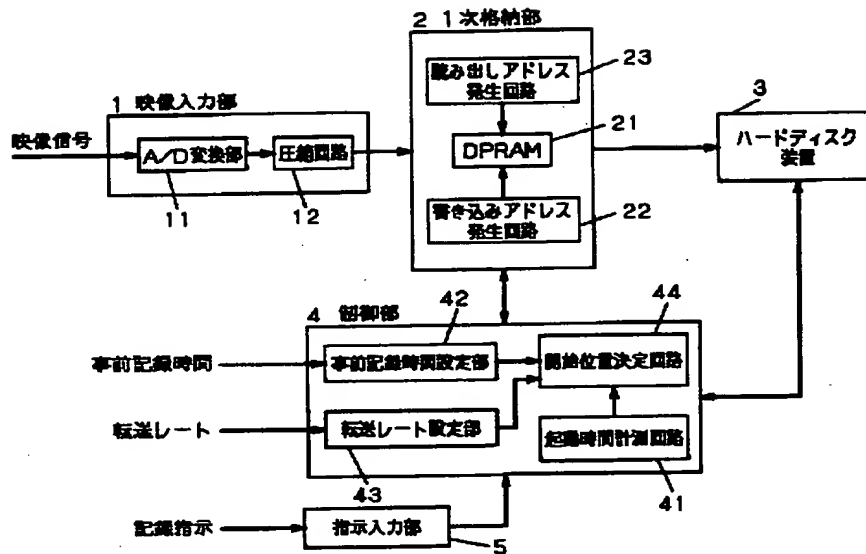 2 1次格納部
読み出しアドレス
発生回路
23
1 映像入力部
映像信号
A/D変換部
圧縮回路
11
12
DPRAM
21
書き込みアドレス
発生回路
22
3
ハードディスク
装置
4 制御部
42
44
事前記録時間
事前記録時間設定部
開始位置決定回路
転送レート
転送レート設定部
43
起動時間計測回路
41
記録指示
指示入力部
5